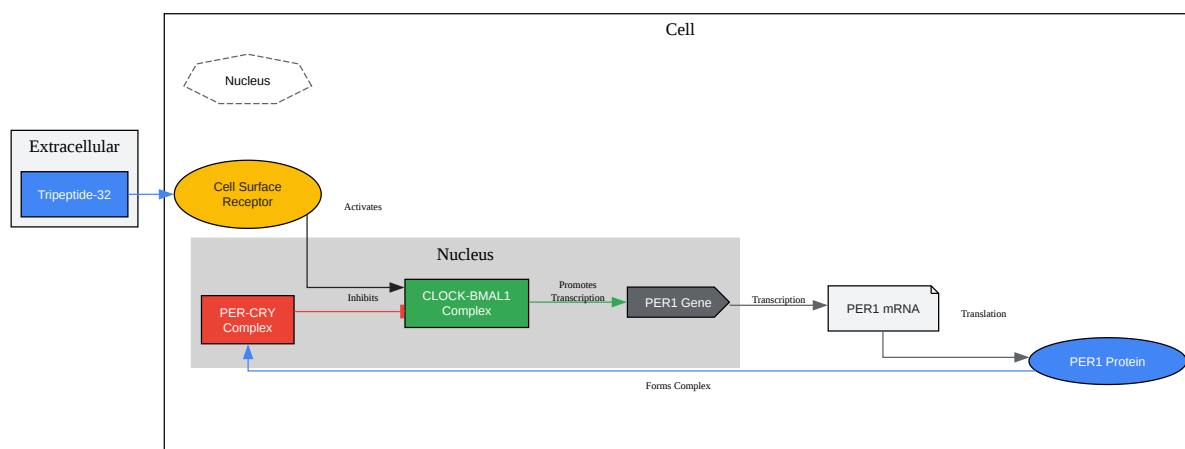 Cell
Nucleus
Extracellular
Tripeptide-32
Cell Surface
Receptor
Activates
Nucleus
PER-CRY
Complex
Inhibits
CLOCK-BMAL1
Complex
Promotes
Transcription
PER1 Gene
Transcription
PER1 mRNA
Translation
PER1 Protein
Forms Complex